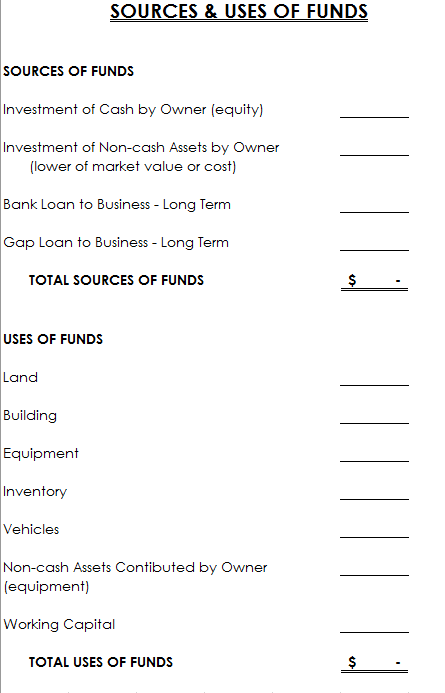 SOURCES & USES OF FUNDS
SOURCES OF FUNDS
Investment of Cash by Owner (equity)
Investment of Non-cash Assets by Owner
(lower of market value or cost)
Bank Loan to Business - Long Term
Gap Loan to Business - Long Term
TOTAL SOURCES OF FUNDS $ -
USES OF FUNDS
Land
Building
Equipment
Inventory
Vehicles
Non-cash Assets Contibuted by Owner
(equipment)
Working Capital
TOTAL USES OF FUNDS $ -